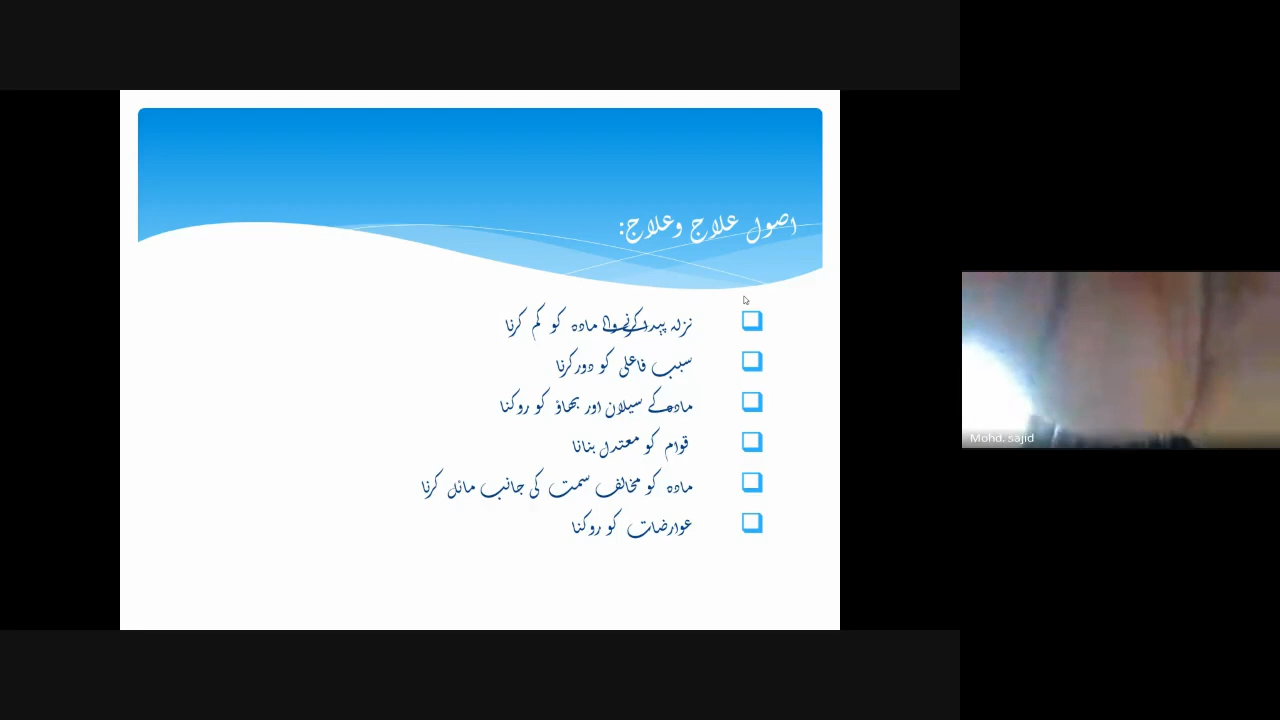 اصول علاج وعلاج:
نزلہ پیدا کرنے والے مادہ کو کم کرنا
سبب فاعلی کو دور کرنا
مادہ کے سیلان اور بھاؤ کو روکنا
قوام کو معتدل بنانا
مادہ کو مخالف سمت کی جانب مائل کرنا
عوارضات کو روکنا
Mohd. sajid